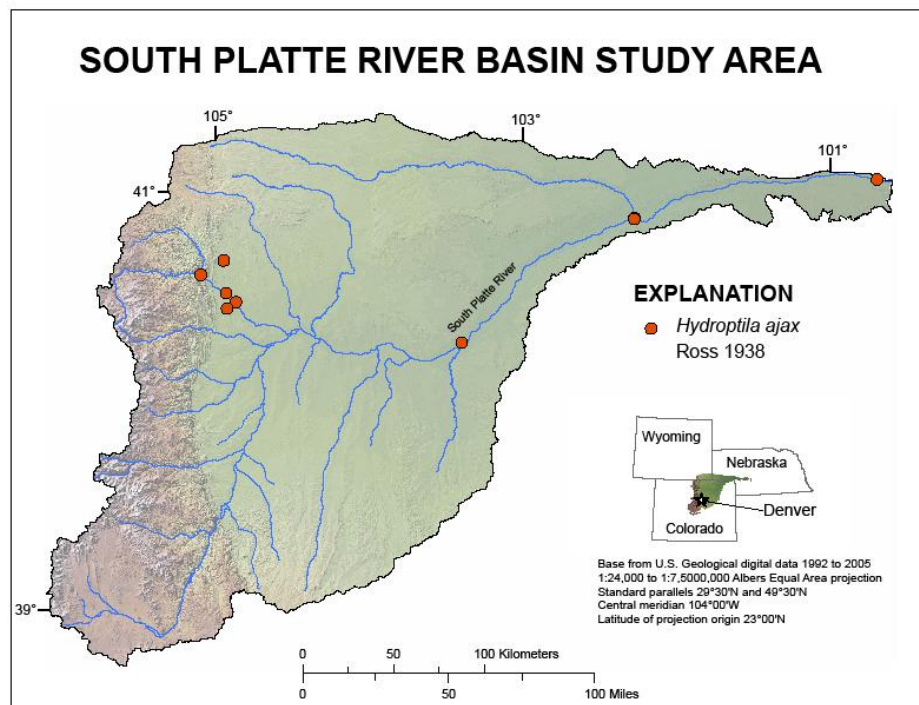 SOUTH PLATTE RIVER BASIN STUDY AREA
105°
103°
101°
41°
South Platte River
EXPLANATION
Hydroptila ajax
Ross 1938
Wyoming
Nebraska
Denver
Colorado
Base from U.S. Geological digital data 1992 to 2005
1:24,000 to 1:7,5000,000 Albers Equal Area projection
Standard parallels 29°30'N and 49°30'N
Central meridian 104°00'W
Latitude of projection origin 23°00'N
39°
0 50 100 Kilometers
0 50 100 Miles